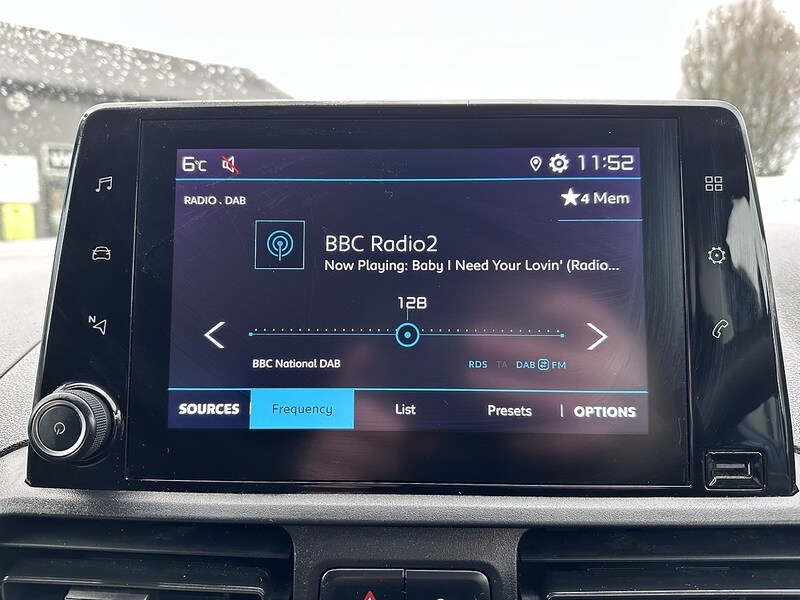 6°C 11:52
RADIO . DAB 4 Mem
BBC Radio2
Now Playing: Baby I Need Your Lovin' (Radio...
12B
BBC National DAB RDS TA DAB FM
SOURCES Frequency List Presets OPTIONS
N